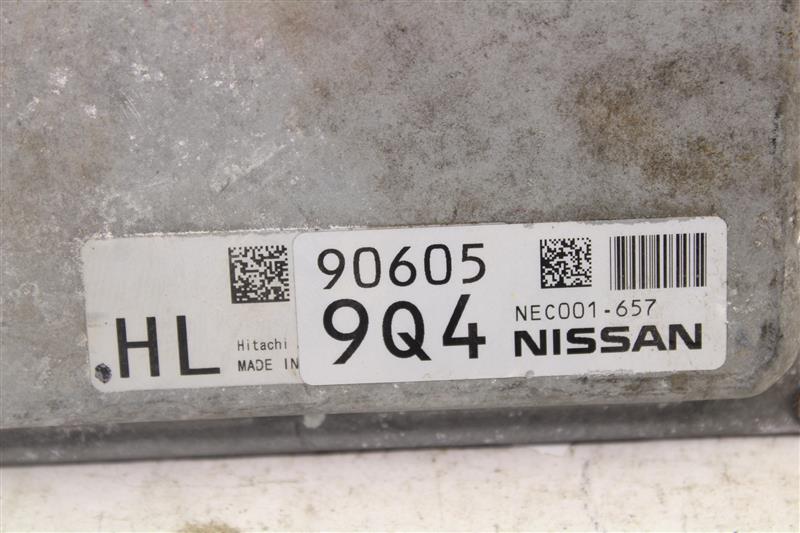 90605
9Q4
NEC001-657
NISSAN
HL
Hitachi
MADE IN